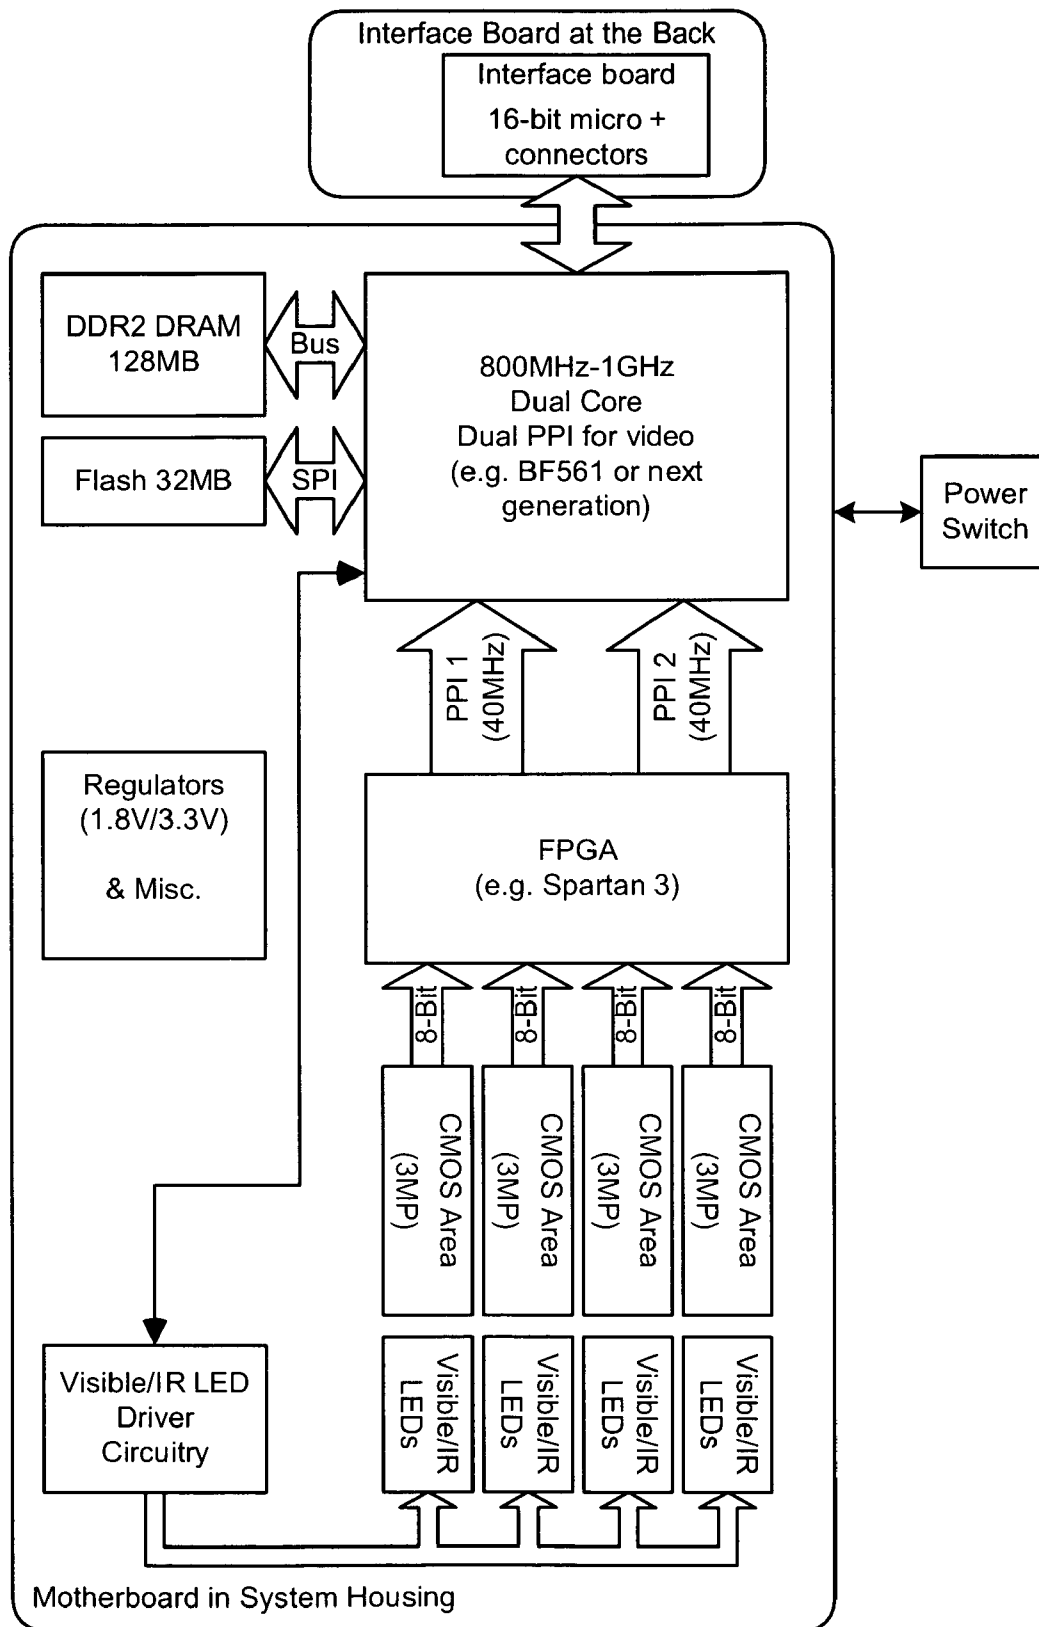 Interface Board at the Back
Interface board
16-bit micro +
connectors
DDR2 DRAM
128MB
Bus
800MHz-1GHz
Dual Core
Dual PPI for video
(e.g. BF561 or next
generation)
Flash 32MB
SPI
Power
Switch
PPI 1
(40MHz)
PPI 2
(40MHz)
Regulators
(1.8V/3.3V)
& Misc.
FPGA
(e.g. Spartan 3)
8-Bit
8-Bit
8-Bit
8-Bit
CMOS Area
(3MP)
CMOS Area
(3MP)
CMOS Area
(3MP)
CMOS Area
(3MP)
Visible/IR LED
Driver
Circuitry
Visible/IR
LEDs
Visible/IR
LEDs
Visible/IR
LEDs
Visible/IR
LEDs
Motherboard in System Housing